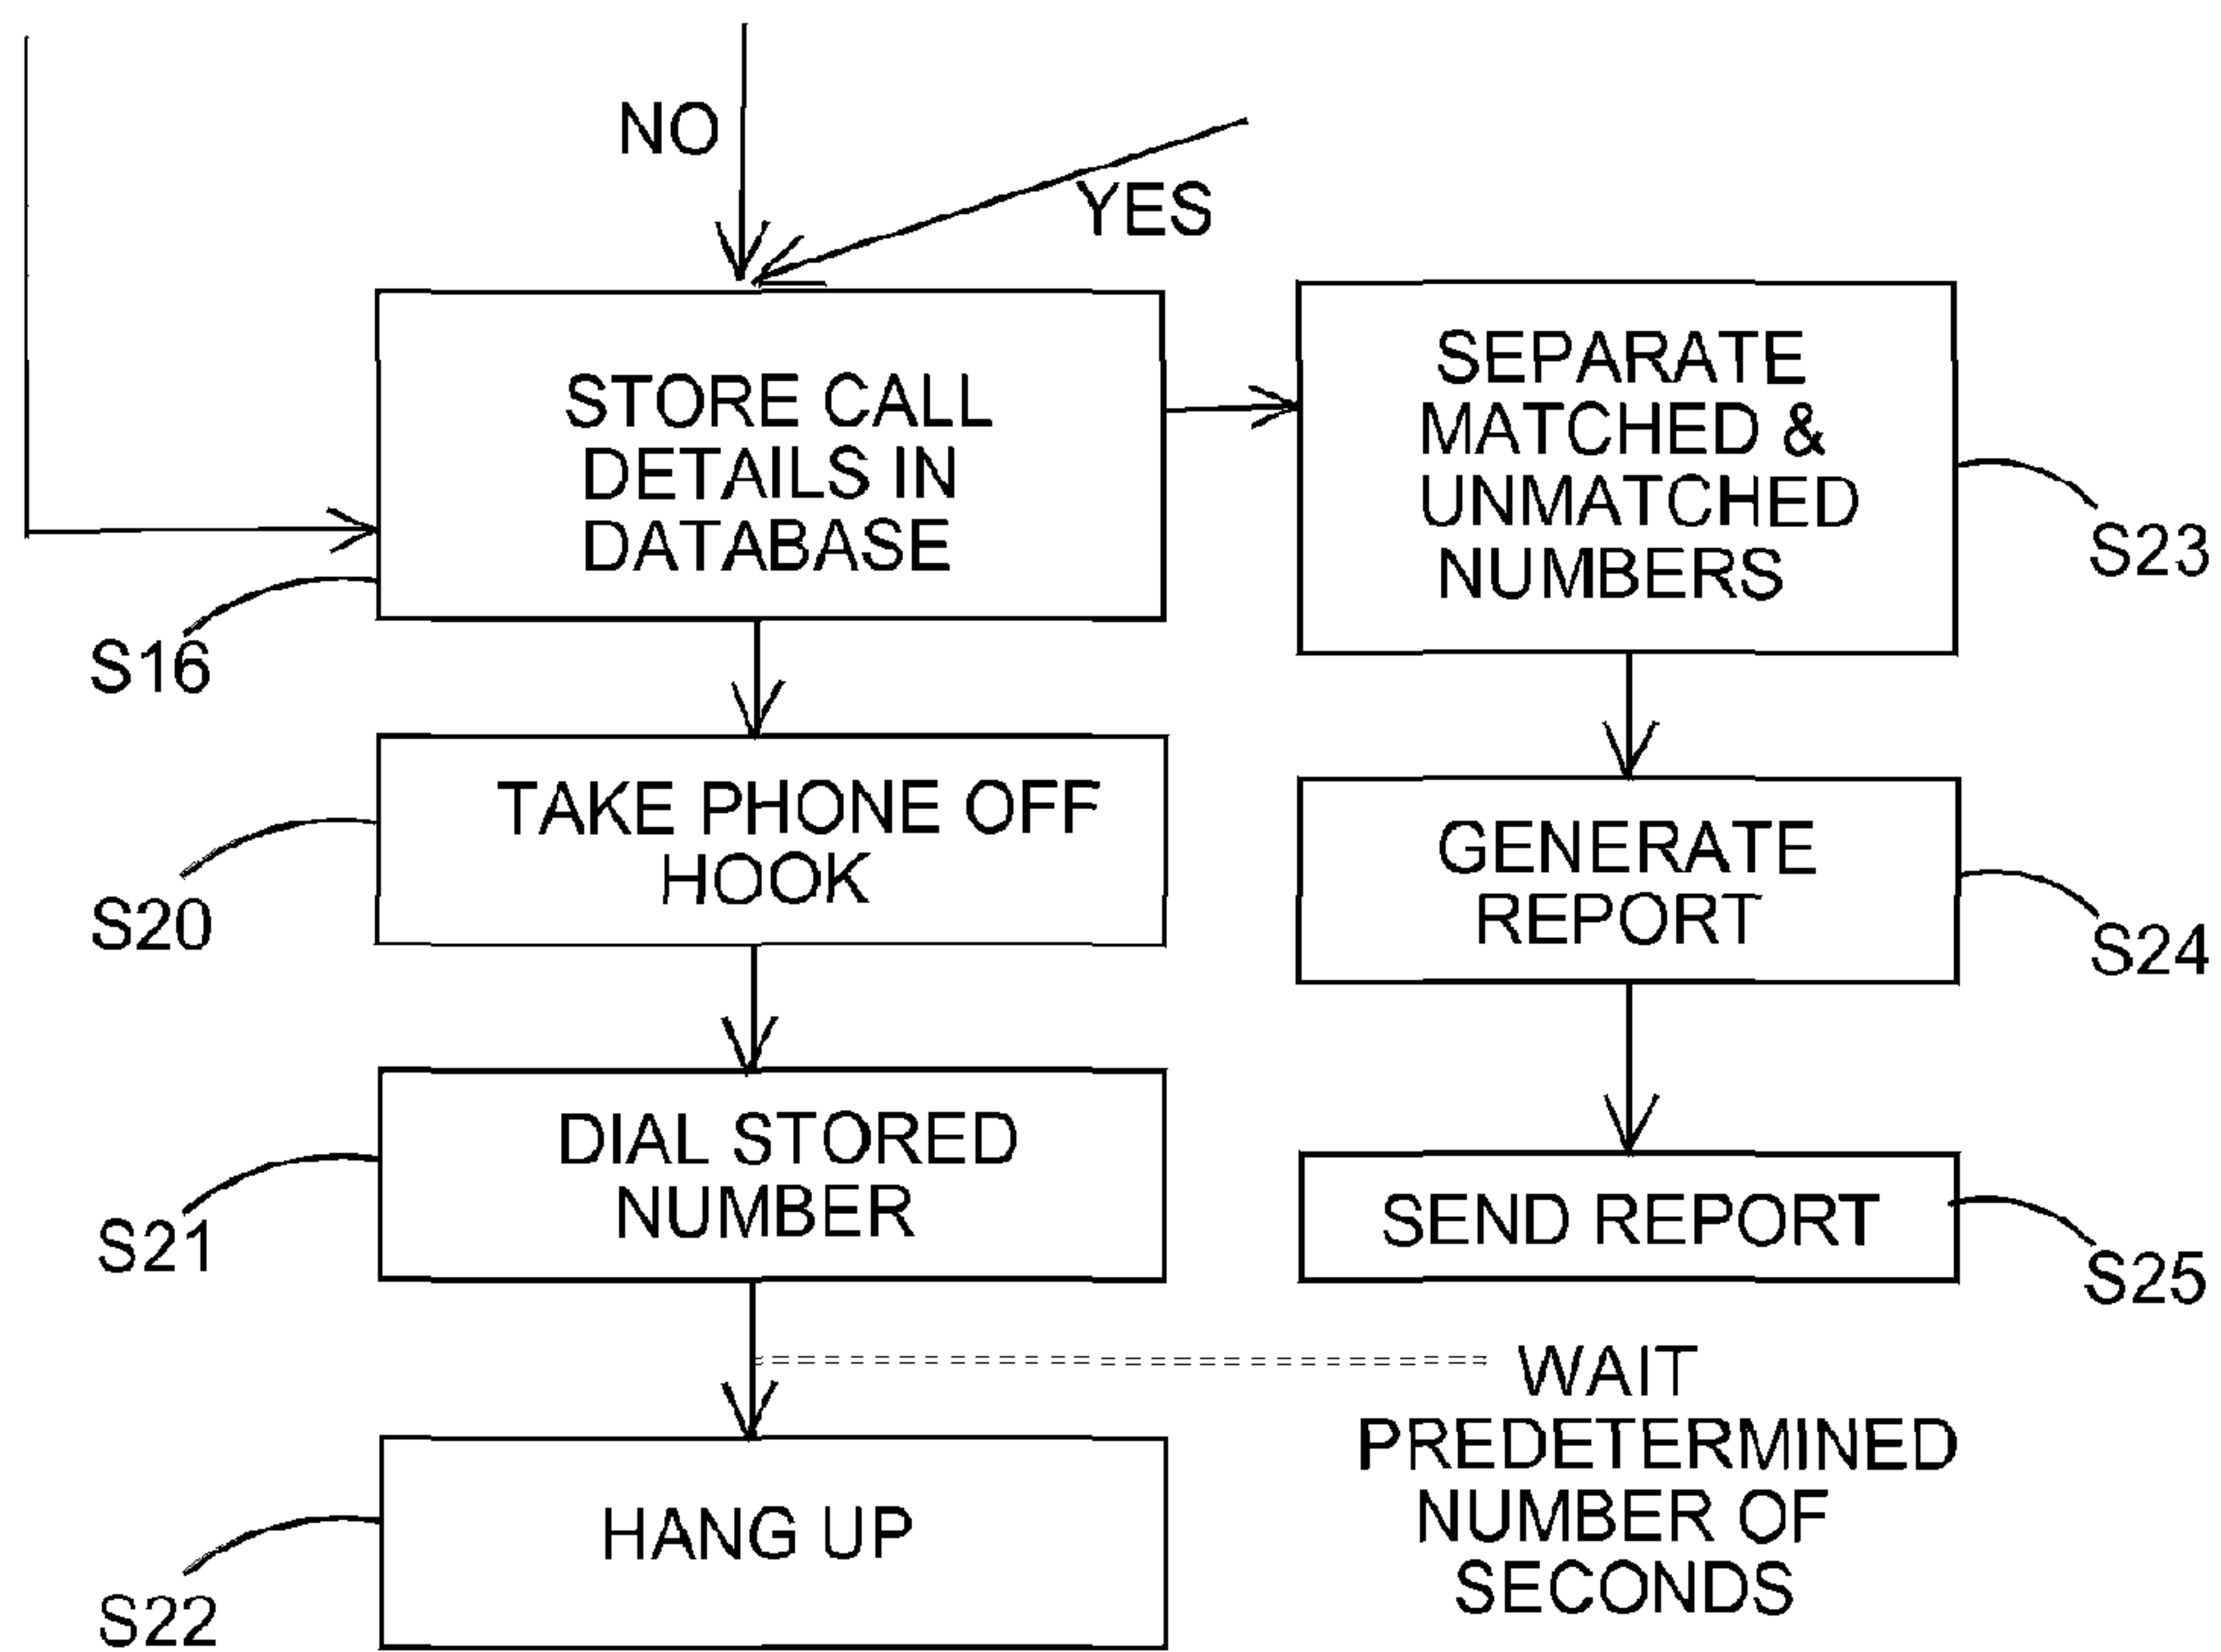 NO
YES
STORE CALL
DETAILS IN
DATABASE
S16
SEPARATE
MATCHED &
UNMATCHED
NUMBERS
S23
TAKE PHONE OFF
HOOK
S20
GENERATE
REPORT
S24
DIAL STORED
NUMBER
S21
SEND REPORT
S25
WAIT
PREDETERMINED
NUMBER OF
SECONDS
HANG UP
S22